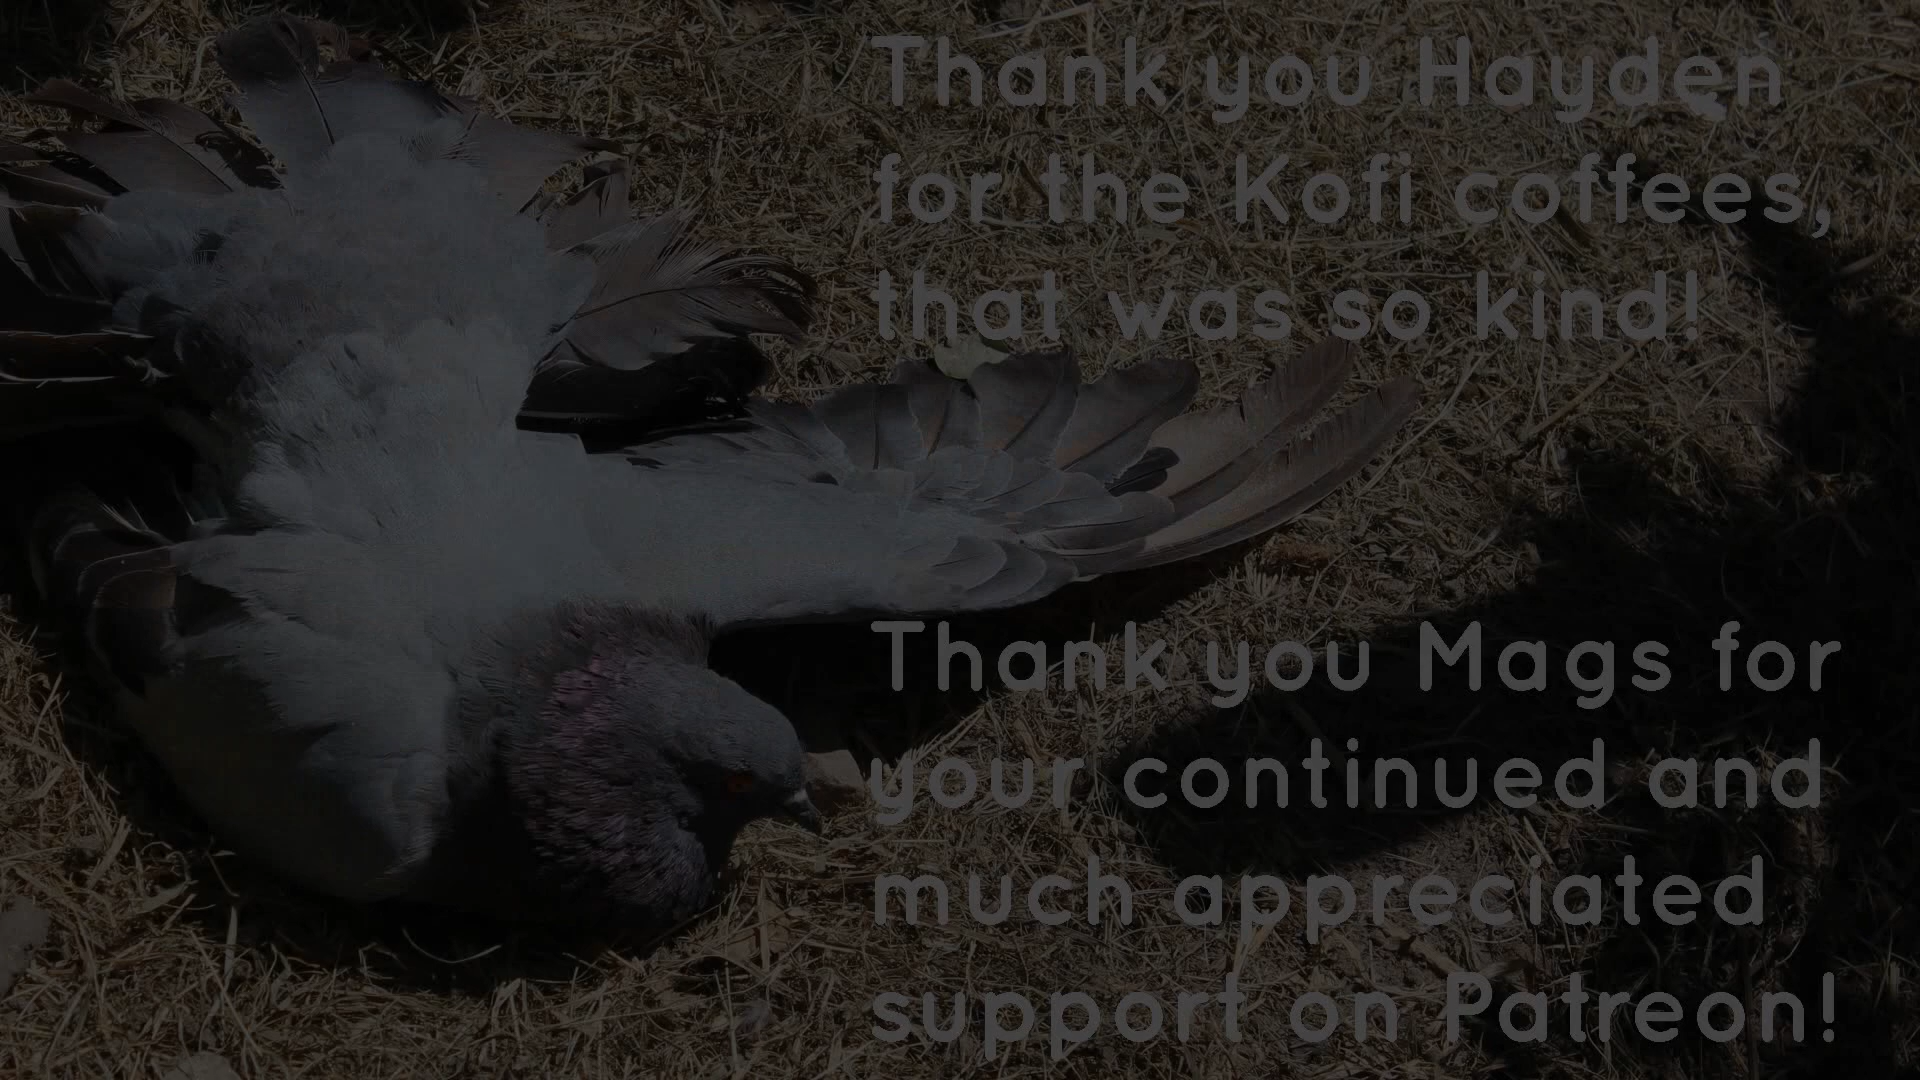 Thank you Hayden
for the Kofi coffees,
that was so kind!
Thank you Mags for
your continued and
much appreciated
support on Patreon!